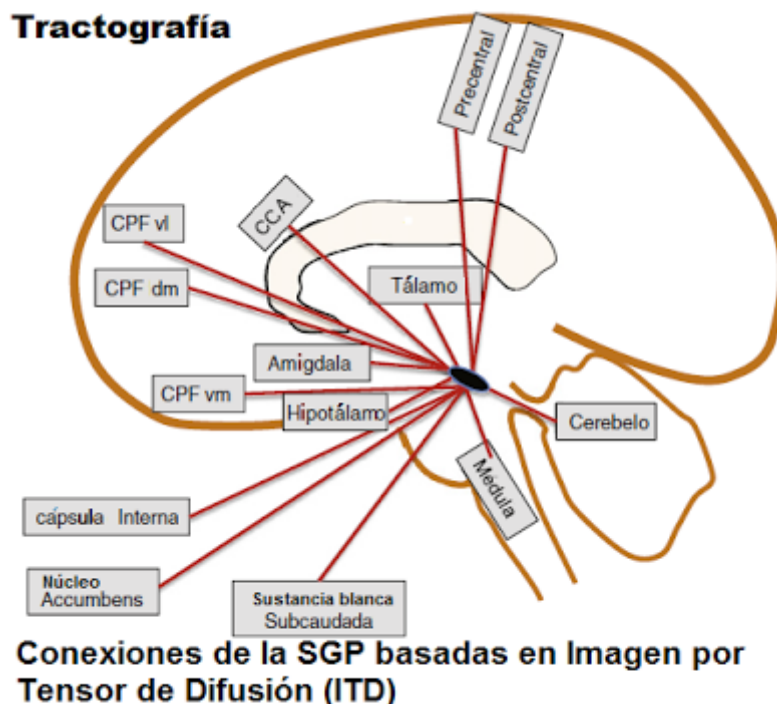 Tractografía
Precentral
Postcentral
CPF vl
CCA
CPF dm
Tálamo
Amigdala
CPF vm
Hipotálamo
Cerebelo
Médula
cápsula Interna
Núcleo
Accumbens
Sustancia blanca
Subcaudada
Conexiones de la SGP basadas en Imagen por
Tensor de Difusión (ITD)